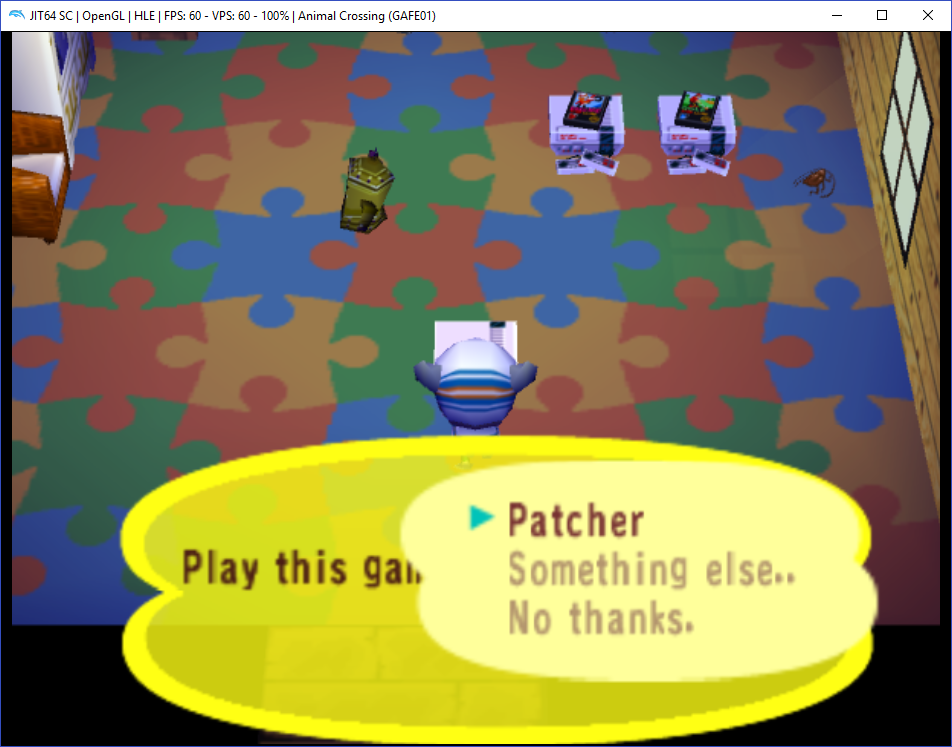 JIT64 SC | OpenGL | HLE | FPS: 60 - VPS: 60 - 100% | Animal Crossing (GAFE01)
Play this gam
Patcher
Something else..
No thanks.